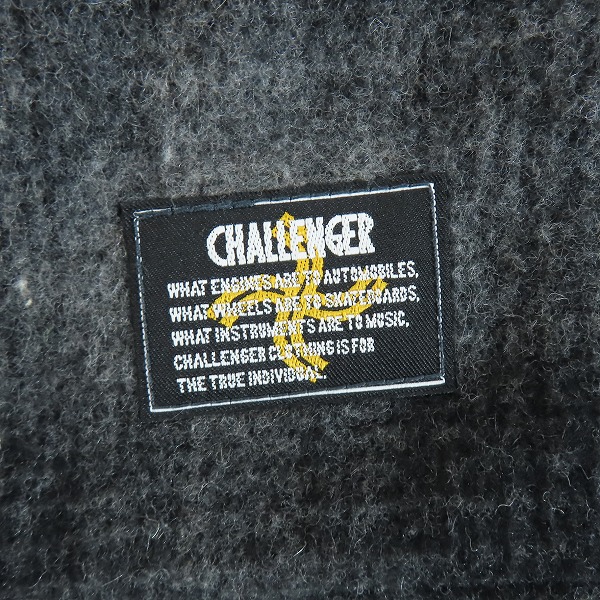 CHALLENGER
WHAT ENGINES ARE TO AUTOMOBILES,
WHAT WHEELS ARE TO SKATEBOARDS,
WHAT INSTRUMENTS ARE TO MUSIC,
CHALLENGER CLOTHING IS FOR
THE TRUE INDIVIDUAL.